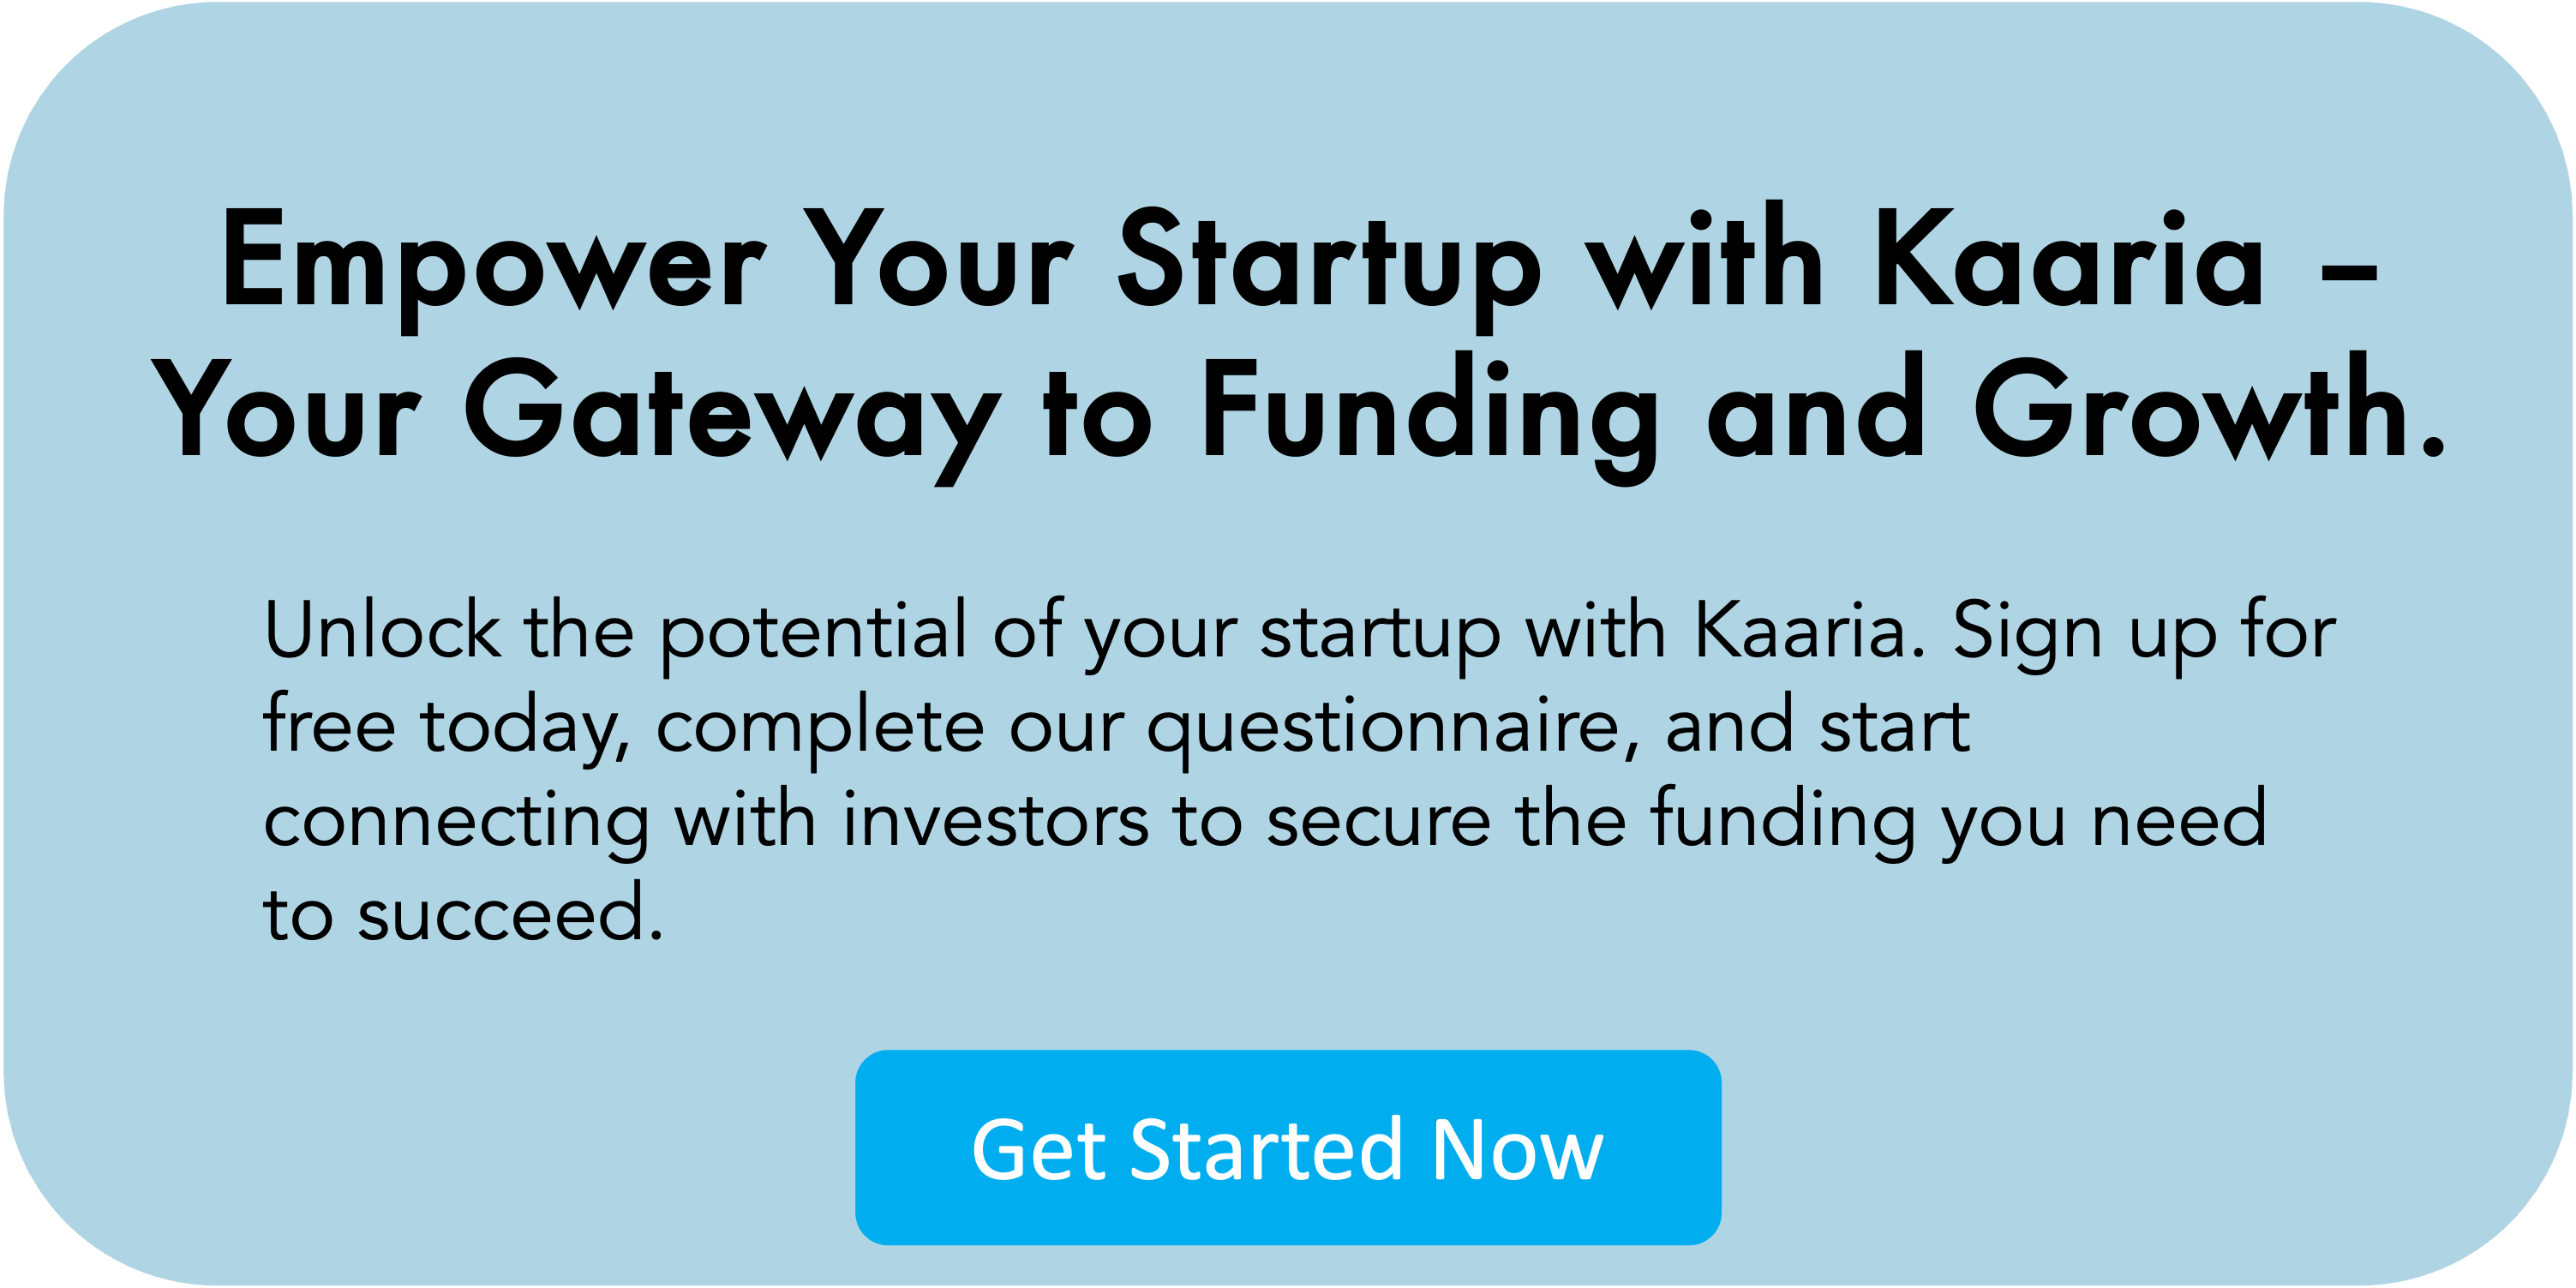 Empower Your Startup with Kaaria –
Your Gateway to Funding and Growth.
Unlock the potential of your startup with Kaaria. Sign up for
free today, complete our questionnaire, and start
connecting with investors to secure the funding you need
to succeed.
Get Started Now